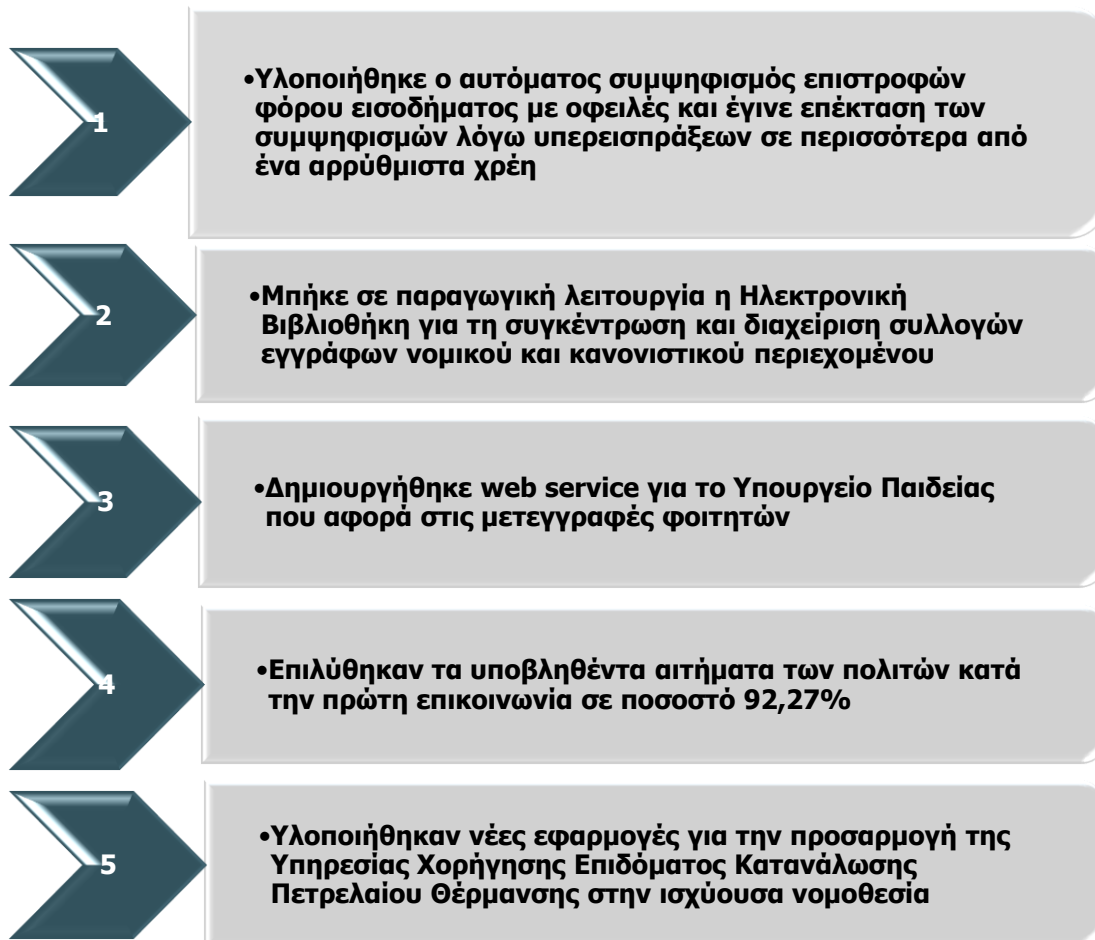 1
•Υλοποιήθηκε ο αυτόματος συμψηφισμός επιστροφών
φόρου εισοδήματος με οφειλές και έγινε επέκταση των
συμψηφισμών λόγω υπερεισπράξεων σε περισσότερα από
ένα αρρύθμιστα χρέη
2
•Μπήκε σε παραγωγική λειτουργία η Ηλεκτρονική
Βιβλιοθήκη για τη συγκέντρωση και διαχείριση συλλογών
εγγράφων νομικού και κανονιστικού περιεχομένου
3
•Δημιουργήθηκε web service για το Υπουργείο Παιδείας
που αφορά στις μετεγγραφές φοιτητών
4
•Επιλύθηκαν τα υποβληθέντα αιτήματα των πολιτών κατά
την πρώτη επικοινωνία σε ποσοστό 92,27%
5
•Υλοποιήθηκαν νέες εφαρμογές για την προσαρμογή της
Υπηρεσίας Χορήγησης Επιδόματος Κατανάλωσης
Πετρελαίου Θέρμανσης στην ισχύουσα νομοθεσία